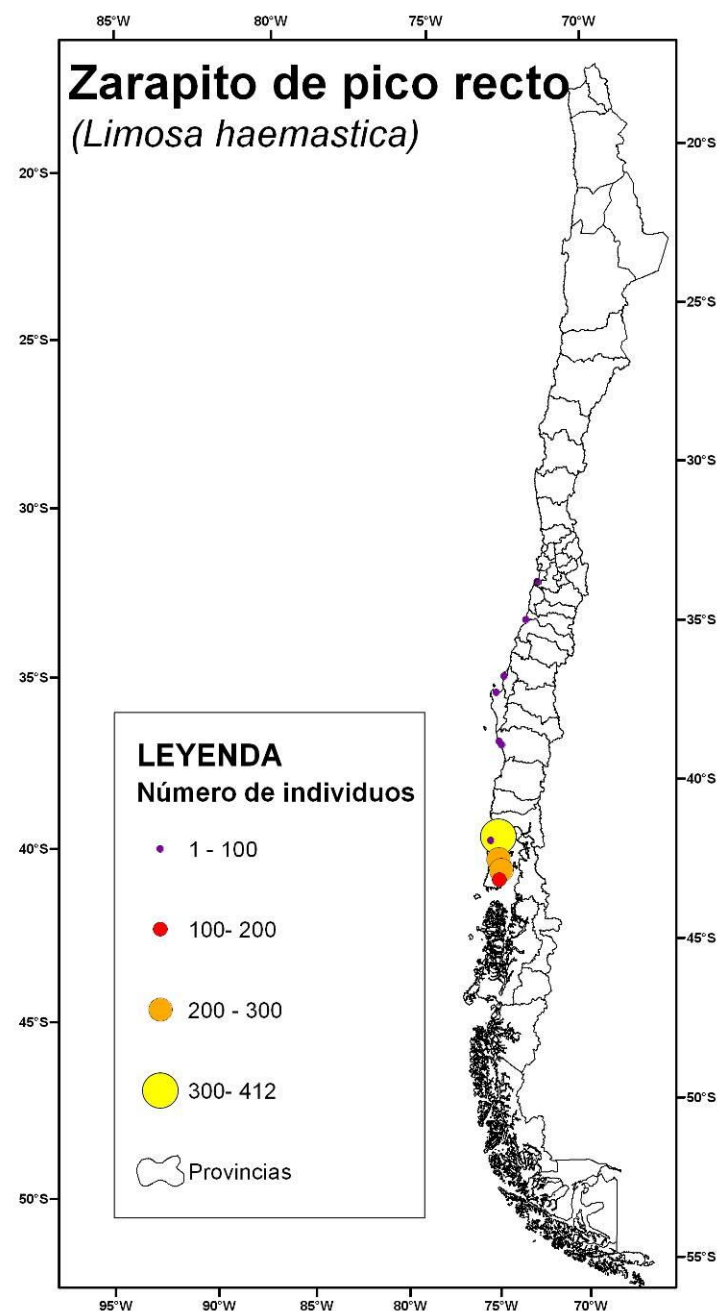 85°W 80°W 75°W 70°W
Zarapito de pico recto
(Limosa haemastica)
20°S
20°S
25°S
25°S
30°S
30°S
35°S
35°S
LEYENDA
Número de individuos
1 - 100
100- 200
200 - 300
300- 412
Provincias
40°S
40°S
45°S
45°S
50°S
50°S
55°S
95°W 90°W 85°W 80°W 75°W 70°W